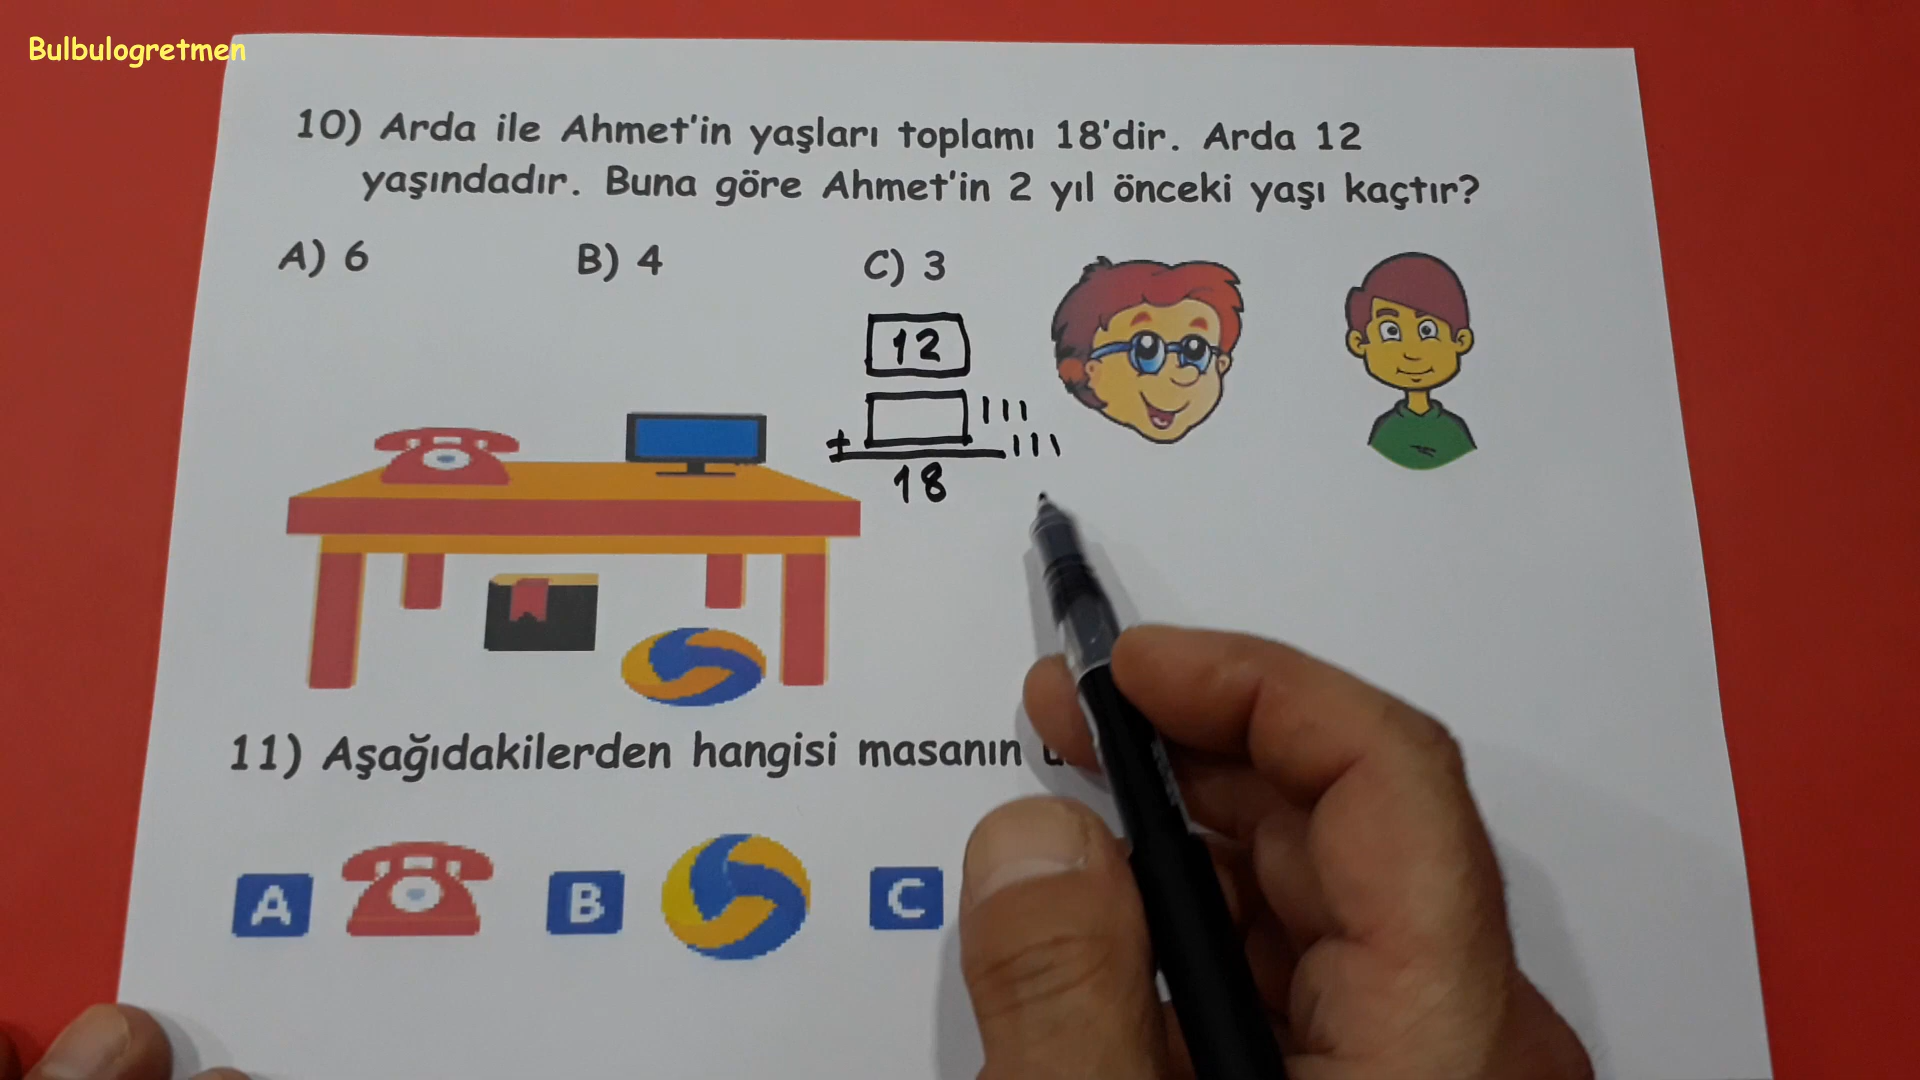 Bulbulogretmen
10) Arda ile Ahmet'in yaşları toplamı 18'dir. Arda 12
yaşındadır. Buna göre Ahmet'in 2 yıl önceki yaşı kaçtır?
A) 6 B) 4 C) 3
12
+
18
11) Aşağıdakilerden hangisi masanın
A B C